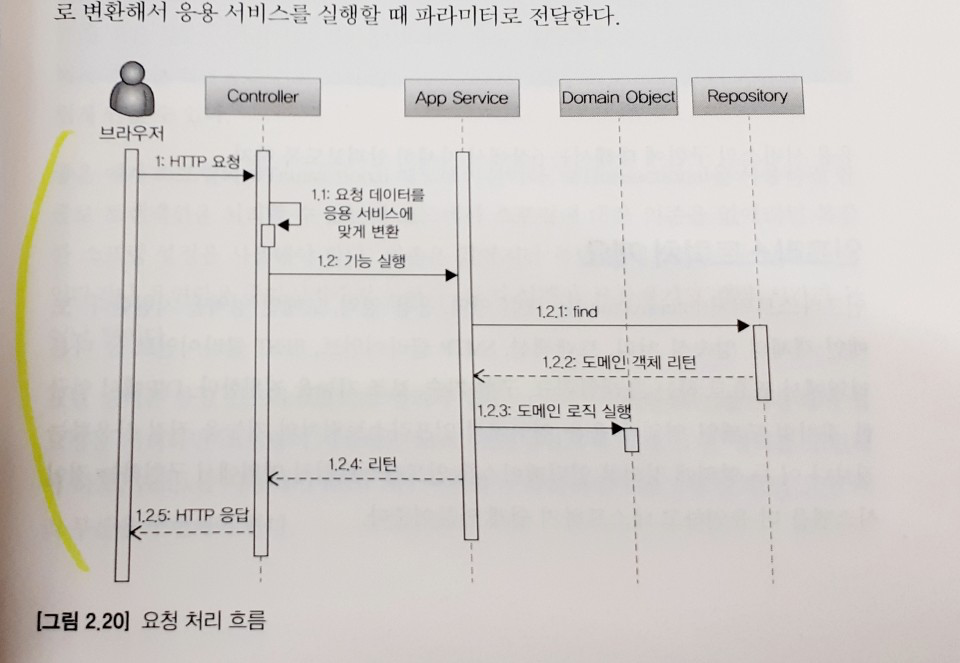 로 변환해서 응용 서비스를 실행할 때 파라미터로 전달한다.
Controller
App Service
Domain Object
Repository
브라우저
1: HTTP 요청
1.1: 요청 데이터를
응용 서비스에
맞게 변환
1.2: 기능 실행
1.2.1: find
1.2.2: 도메인 객체 리턴
1.2.3: 도메인 로직 실행
1.2.4: 리턴
1.2.5: HTTP 응답
[그림 2.20] 요청 처리 흐름